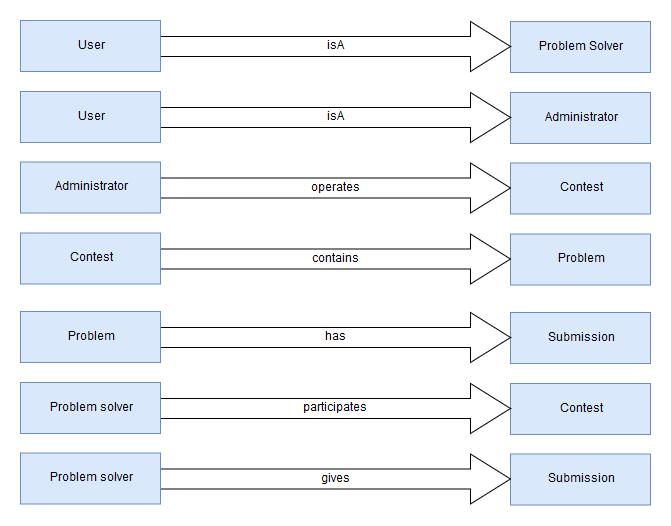 User isA Problem Solver
User isA Administrator
Administrator operates Contest
Contest contains Problem
Problem has Submission
Problem solver participates Contest
Problem solver gives Submission